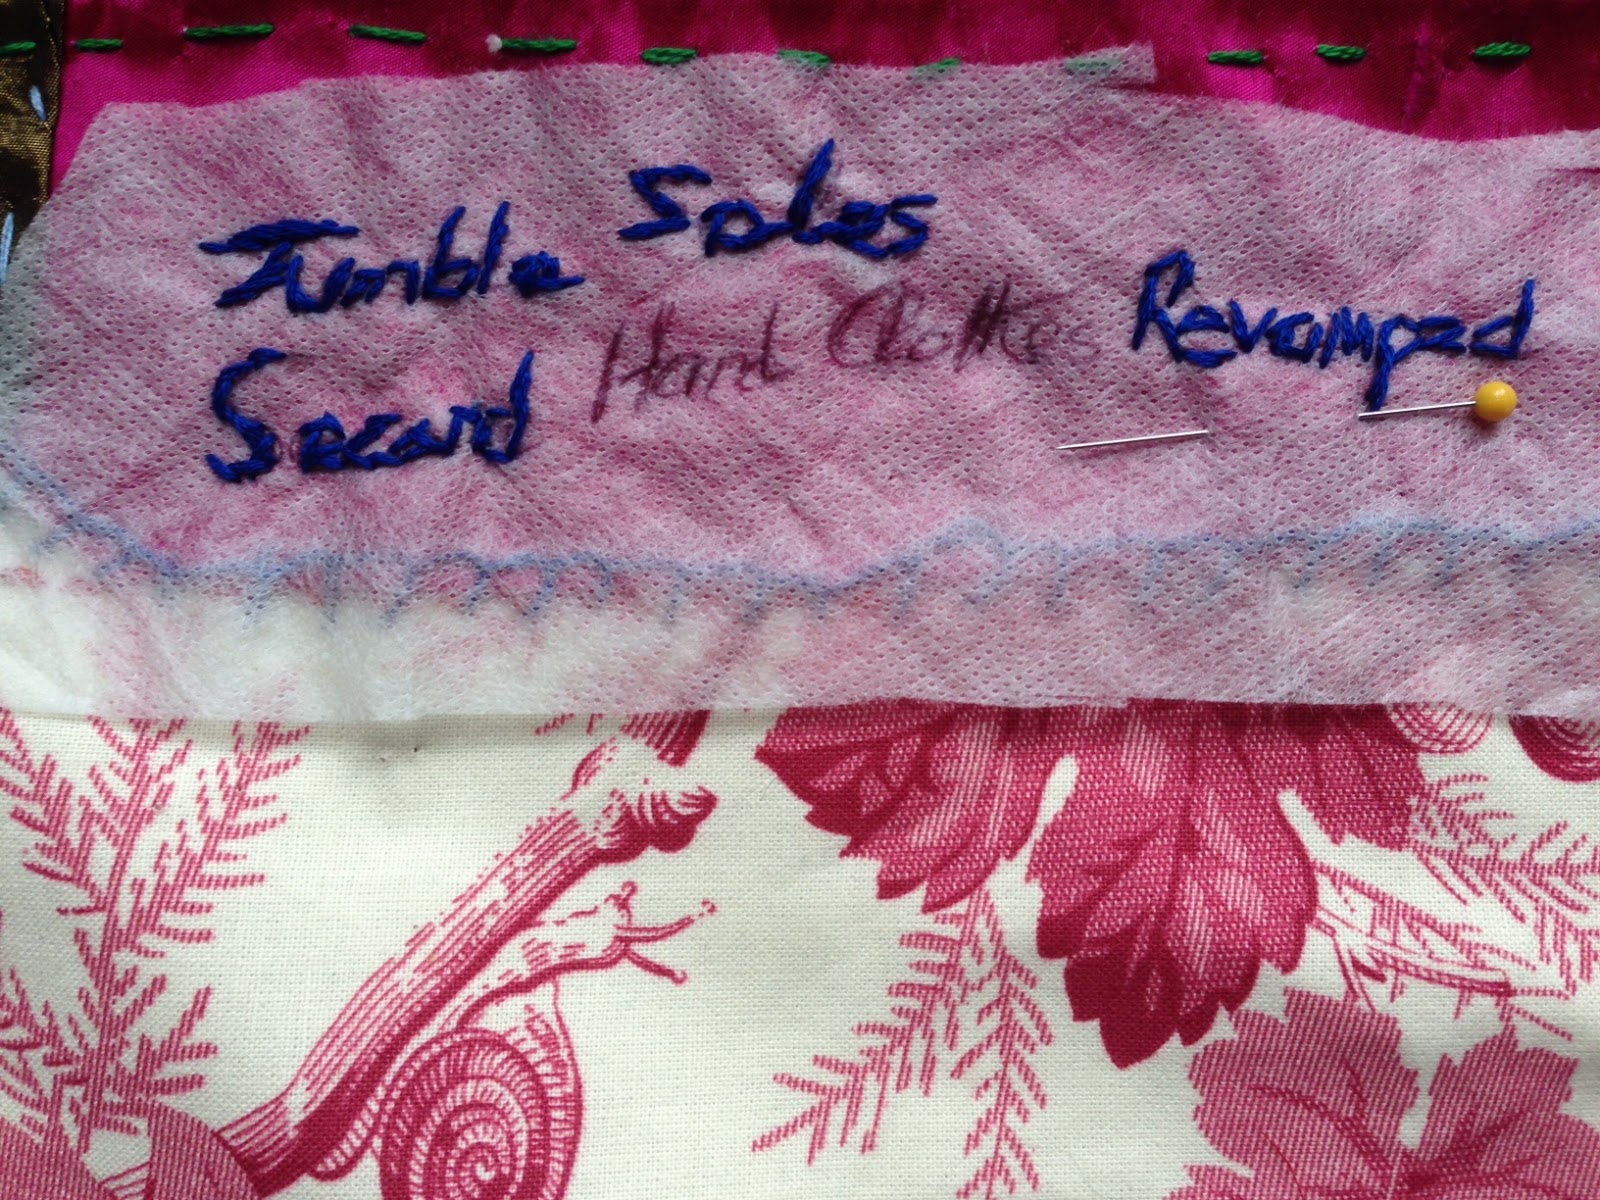 Jumble Sales
Second Hand Clothes Revamped